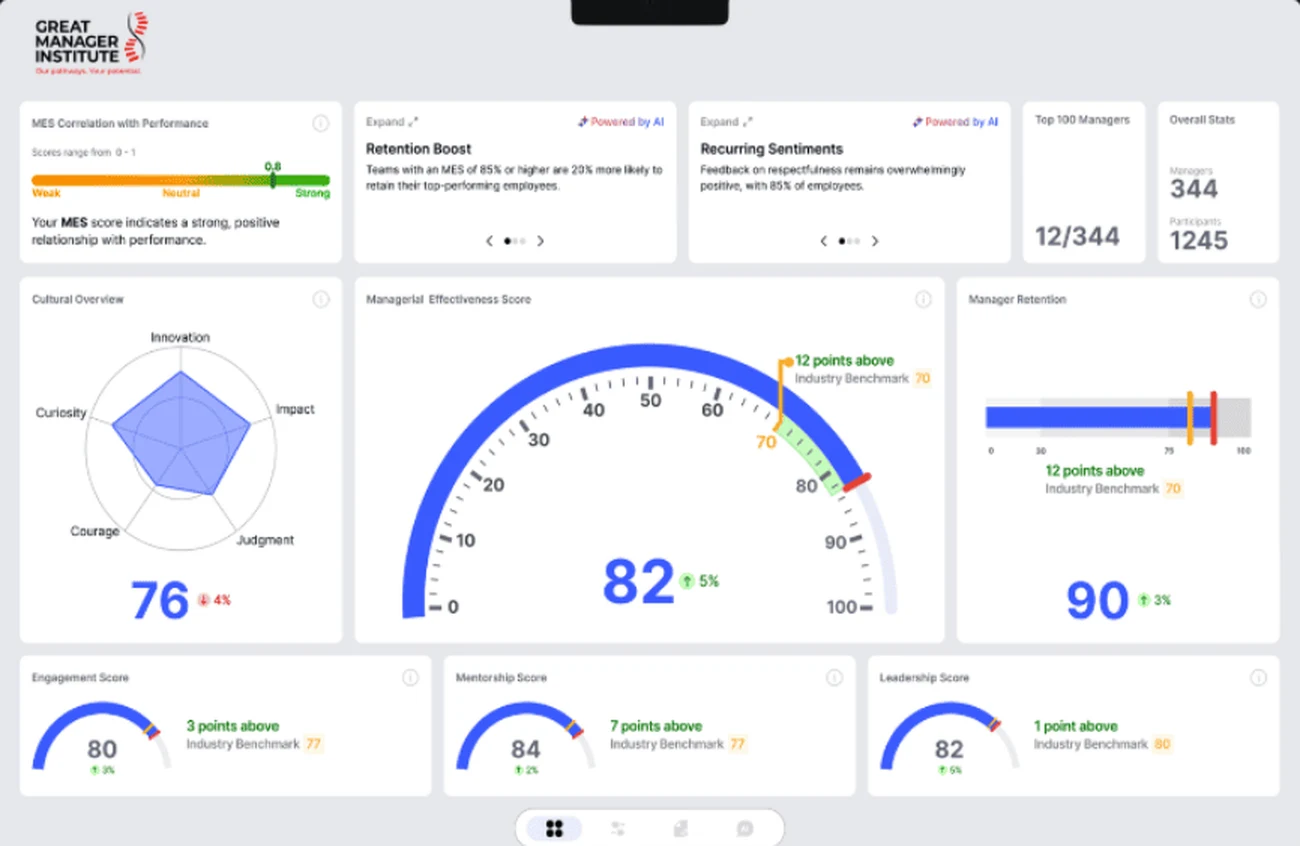 GREAT
MANAGER
INSTITUTE
Our pathways. Your potential.
MES Correlation with Performance
Scores range from 0 - 1
0.8
Weak
Neutral
Strong
Your MES score indicates a strong, positive
relationship with performance.
Expand
Powered by AI
Retention Boost
Teams with an MES of 85% or higher are 20% more likely to
retain their top-performing employees.
Expand
Powered by AI
Recurring Sentiments
Feedback on respectfulness remains overwhelmingly
positive, with 85% of employees.
Top 100 Managers
12/344
Overall Stats
Managers
344
Participants
1245
Cultural Overview
Innovation
Curiosity
Impact
Courage
Judgment
76
4%
Managerial Effectiveness Score
12 points above
Industry Benchmark 70
0
10
20
30
40
50
60
70
80
90
100
82
5%
Manager Retention
0
75
100
12 points above
Industry Benchmark 70
90
3%
Engagement Score
80
3%
3 points above
Industry Benchmark 77
Mentorship Score
84
2%
7 points above
Industry Benchmark 77
Leadership Score
82
1 point above
Industry Benchmark 80